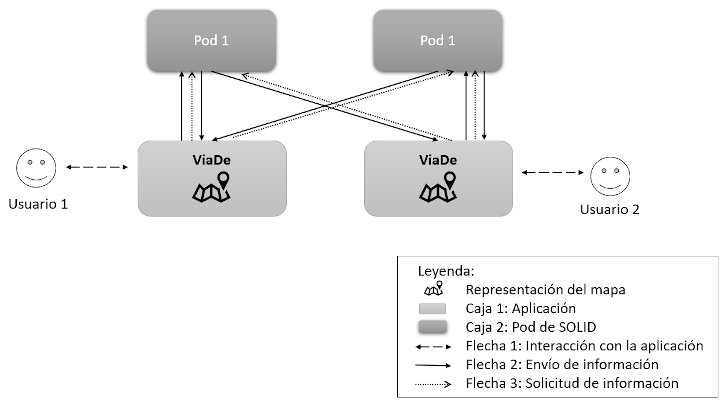 Pod 1
Pod 1
ViaDe
ViaDe
Usuario 1
Usuario 2
Leyenda:
Representación del mapa
Caja 1: Aplicación
Caja 2: Pod de SOLID
Flecha 1: Interacción con la aplicación
Flecha 2: Envío de información
Flecha 3: Solicitud de información